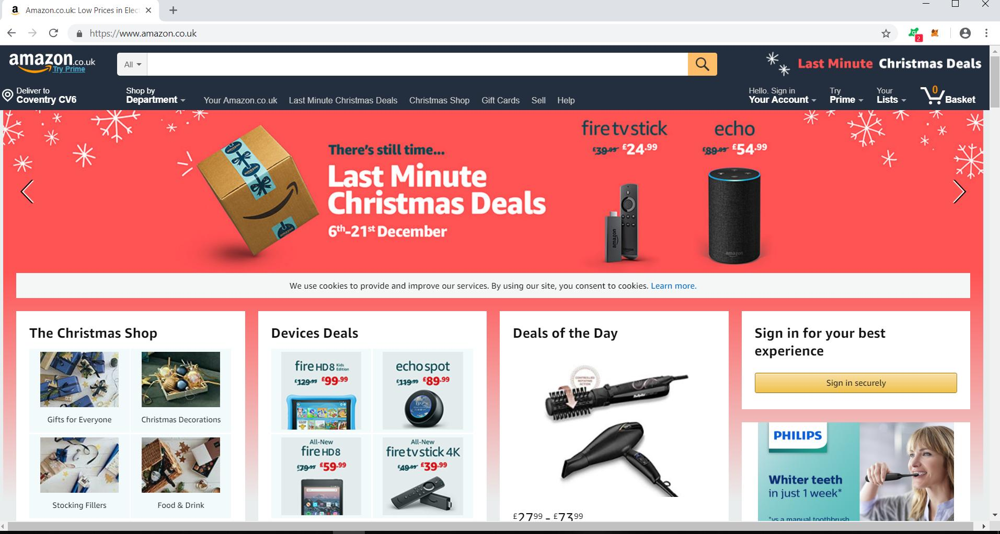 Amazon.co.uk: Low Prices in Elect
https://www.amazon.co.uk
2
amazon.co.uk
Try Prime
All
Last Minute Christmas Deals
Deliver to
Coventry CV6
Shop by
Department
Your Amazon.co.uk
Last Minute Christmas Deals
Christmas Shop
Gift Cards
Sell
Help
Hello. Sign in
Your Account
Try
Prime
Your
Lists
0
Basket
There's still time...
Last Minute
Christmas Deals
6th-21st December
fire tv stick
£24.99
echo
£54.99
amazon
amazon
We use cookies to provide and improve our services. By using our site, you consent to cookies. Learn more.
The Christmas Shop
Gifts for Everyone
Christmas Decorations
Stocking Fillers
Food & Drink
Devices Deals
fire HD8 Kids Edition
£129.99 £99.99
echo spot
£119.99 £89.99
All-New
fire HD8
£79.99 £59.99
All-New
fire tv stick 4K
£49.99 £39.99
Deals of the Day
CONTROLLED
ROTATING
ACTION
BaByliss
£27.99 - £73.99
Sign in for your best
experience
Sign in securely
PHILIPS
Whiter teeth
in just 1 week*
*vs a manual toothbrush